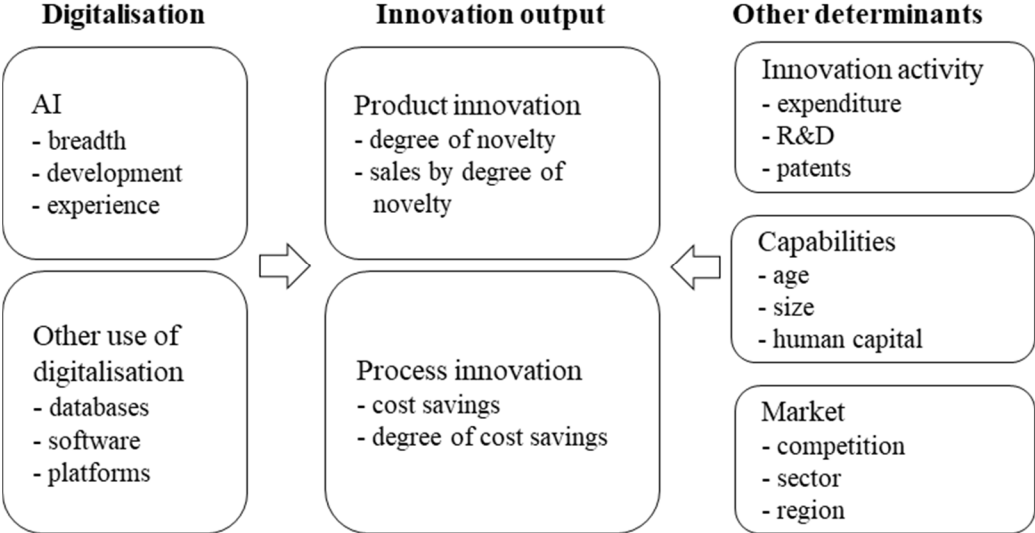 Digitalisation
AI
- breadth
- development
- experience
Other use of
digitalisation
- databases
- software
- platforms
Innovation output
Product innovation
- degree of novelty
- sales by degree of
novelty
Process innovation
- cost savings
- degree of cost savings
Other determinants
Innovation activity
- expenditure
- R&D
- patents
Capabilities
- age
- size
- human capital
Market
- competition
- sector
- region